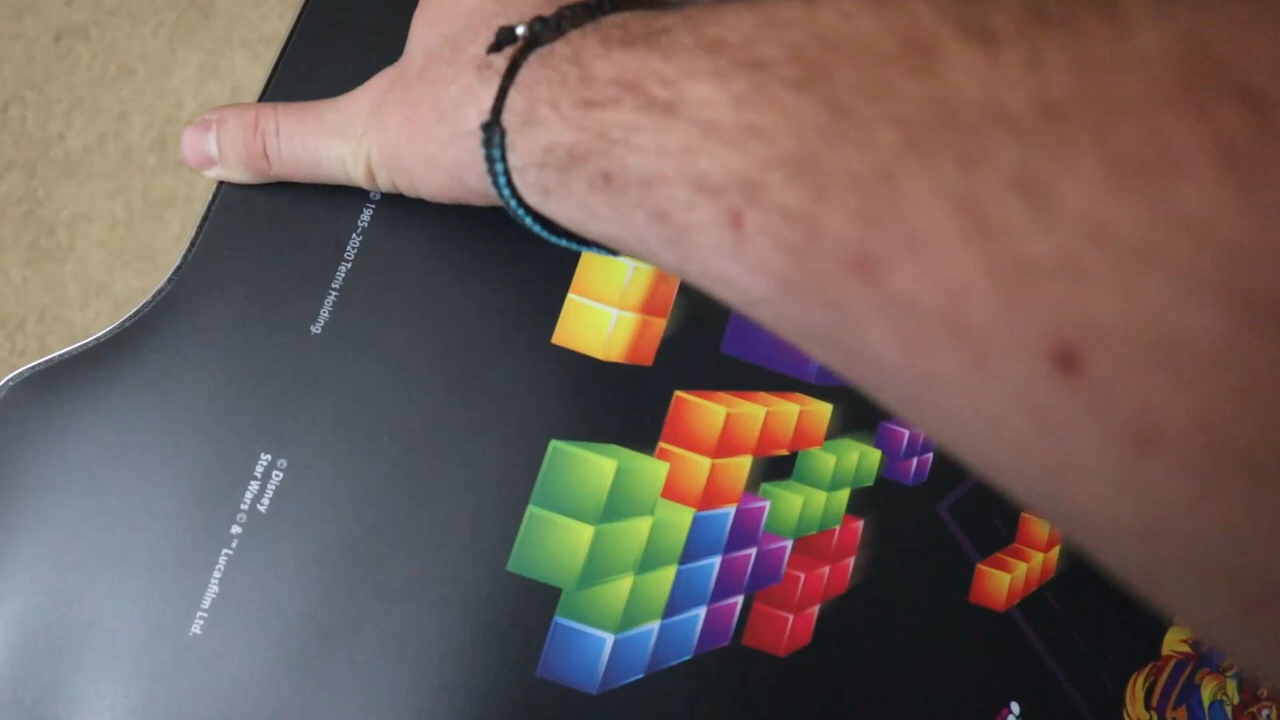 © 1985~2020 Tetris Holding.
© Disney
Star Wars © & ™ Lucasfilm Ltd.